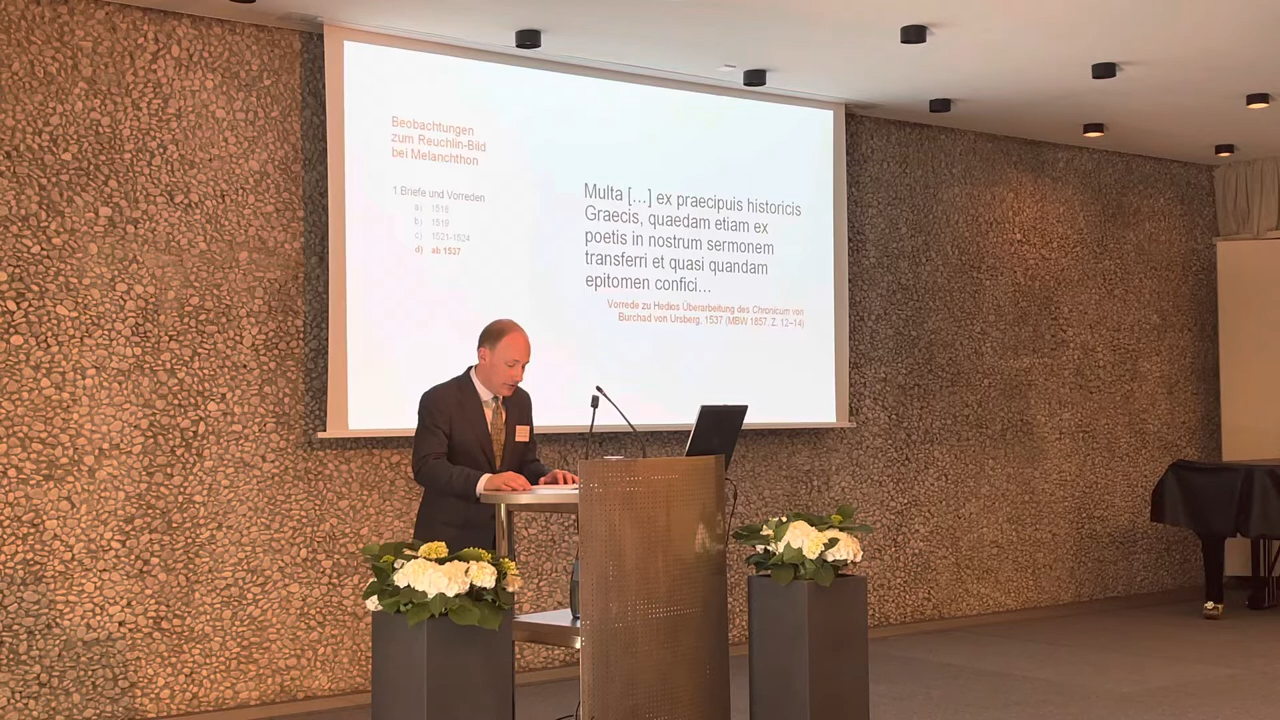 Beobachtungen
zum Reuchlin-Bild
bei Melanchthon
1.Briefe und Vorreden
a) 1518
b) 1519
c) 1521-1524
d) ab 1537
Multa […] ex praecipuis historicis
Graecis, quaedam etiam ex
poetis in nostrum sermonem
transferri et quasi quandam
epitomen confici…
Vorrede zu Hedios Überarbeitung des Chronicum von
Burchad von Ursberg, 1537 (MBW 1857, Z. 12–14)